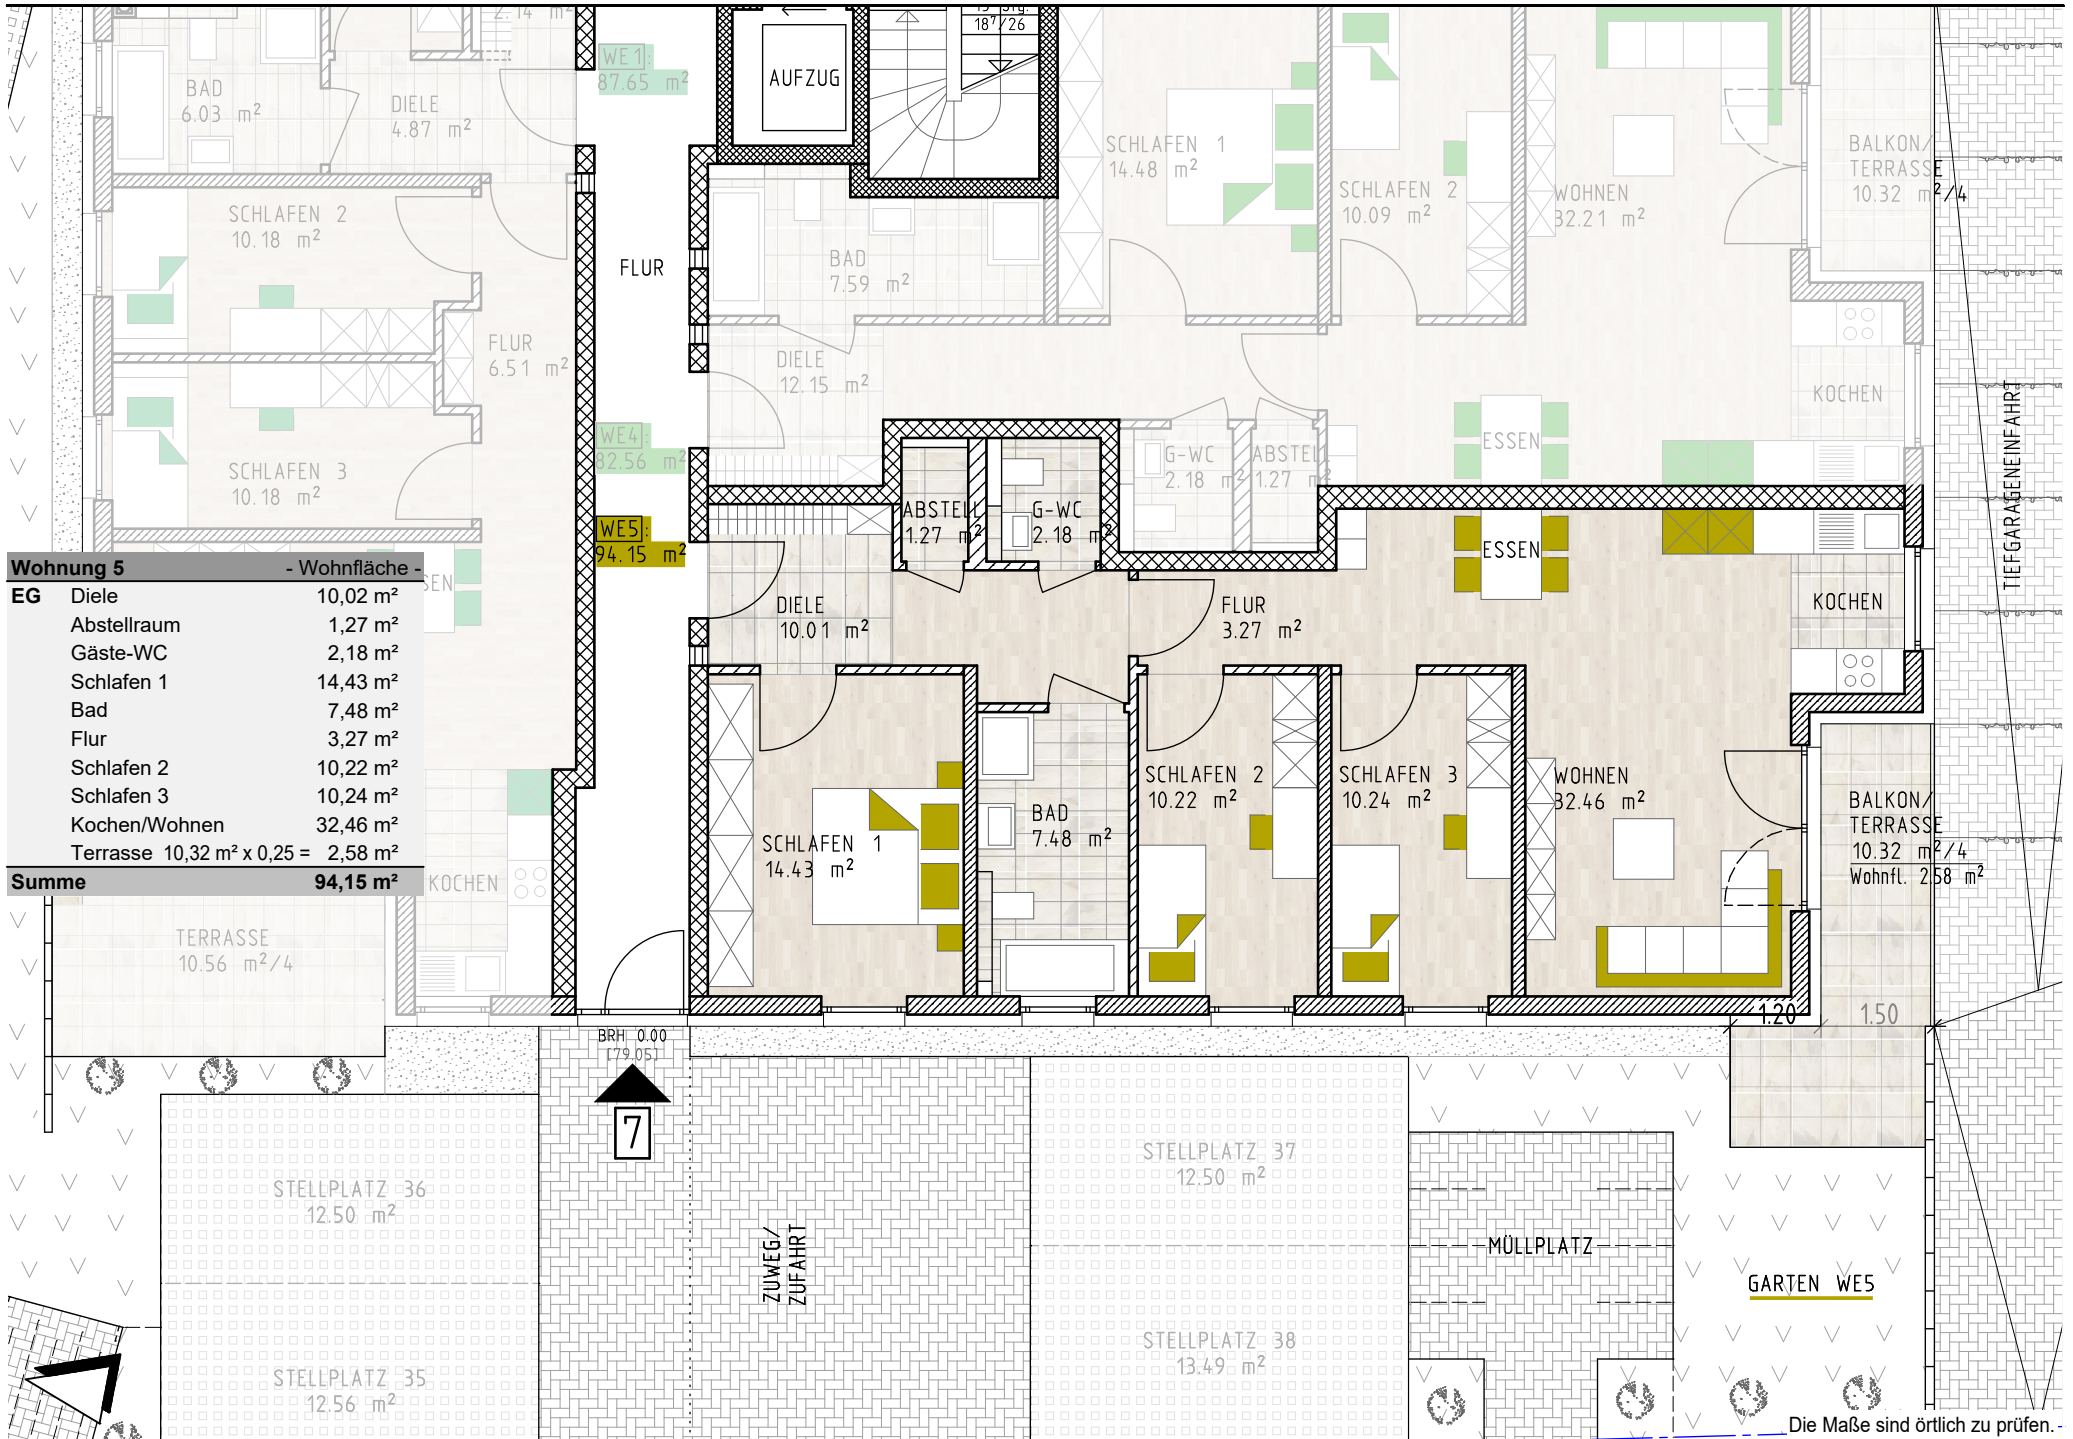 2.14 m²
18⁷/26
WE1:
87.65 m²
AUFZUG
BAD
6.03 m²
DIELE
4.87 m²
SCHLAFEN 1
14.48 m²
SCHLAFEN 2
10.09 m²
WOHNEN
32.21 m²
BALKON/
TERRASSE
10.32 m²/4
SCHLAFEN 2
10.18 m²
FLUR
BAD
7.59 m²
FLUR
6.51 m²
DIELE
12.15 m²
KOCHEN
TIEFGARAGENEINFAHRT
SCHLAFEN 3
10.18 m²
WE4:
82.56 m²
G-WC
2.18 m²
ABSTELL
1.27 m²
ESSEN
WE5:
94.15 m²
ABSTELL
1.27 m²
G-WC
2.18 m²
ESSEN
KOCHEN
DIELE
10.01 m²
FLUR
3.27 m²
Wohnung 5 - Wohnfläche -
EG Diele 10,02 m²
Abstellraum 1,27 m²
Gäste-WC 2,18 m²
Schlafen 1 14,43 m²
Bad 7,48 m²
Flur 3,27 m²
Schlafen 2 10,22 m²
Schlafen 3 10,24 m²
Kochen/Wohnen 32,46 m²
Terrasse 10,32 m² x 0,25 = 2,58 m²
Summe 94,15 m²
SCHLAFEN 1
14.43 m²
BAD
7.48 m²
SCHLAFEN 2
10.22 m²
SCHLAFEN 3
10.24 m²
WOHNEN
32.46 m²
BALKON/
TERRASSE
10.32 m²/4
Wohnfl. 2.58 m²
KOCHEN
TERRASSE
10.56 m²/4
1.20
1.50
BRH 0.00
[79.05]
7
STELLPLATZ 36
12.50 m²
STELLPLATZ 35
12.56 m²
ZUWEG/
ZUFAHRT
STELLPLATZ 37
12.50 m²
STELLPLATZ 38
13.49 m²
MÜLLPLATZ
GARTEN WE5
Die Maße sind örtlich zu prüfen.